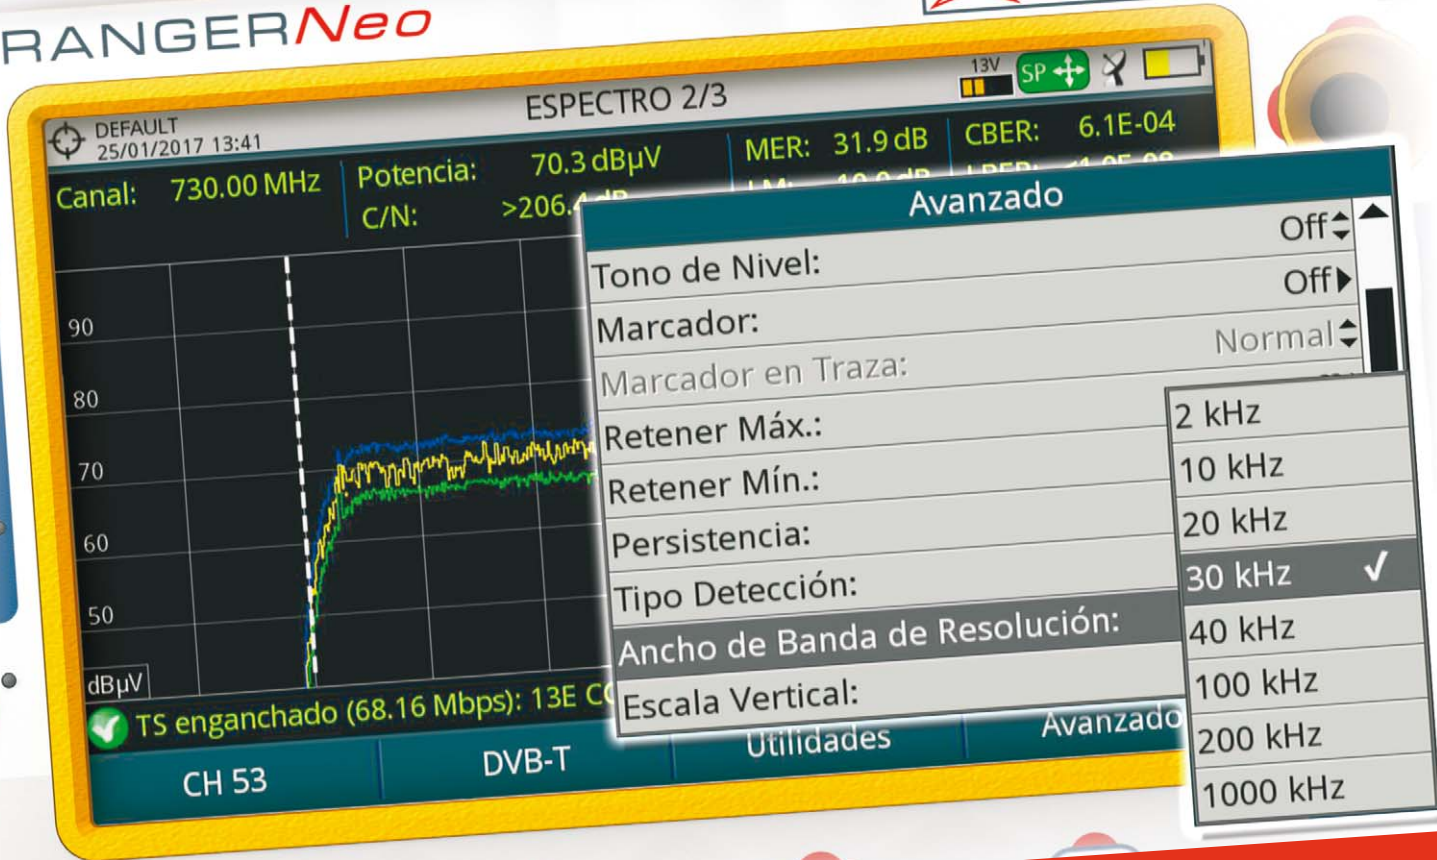 RANGERNeo
DEFAULT
25/01/2017 13:41
ESPECTRO 2/3
13V
SP
Canal: 730.00 MHz
Potencia: 70.3 dBµV
C/N: >206.4 dB
MER: 31.9 dB
CBER: 6.1E-04
90
80
70
60
50
dBµV
TS enganchado (68.16 Mbps): 13E
CH 53
DVB-T
Utilidades
Avanzado
Avanzado
Tono de Nivel: Off
Marcador: Off
Marcador en Traza: Normal
Retener Máx.:
Retener Mín.:
Persistencia:
Tipo Detección:
Ancho de Banda de Resolución:
Escala Vertical:
2 kHz
10 kHz
20 kHz
30 kHz ✓
40 kHz
100 kHz
200 kHz
1000 kHz